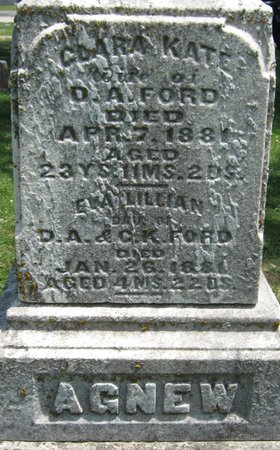 CLARA KATE
wife of
D. A. FORD
DIED
APR. 7. 1881
AGED
23 YS. 11 MS. 2 DS.
EVA LILLIAN
DAU. OF
D. A. & C. K. FORD
DIED
JAN. 26. 1881
AGED 4 MS. 22 DS.
AGNEW